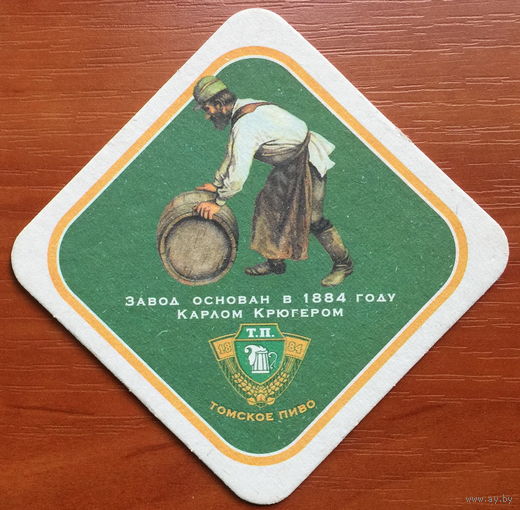 Завод основан в 1884 году
Карлом Крюгером
Т.П.
18 84
ТОМСКОЕ ПИВО
www.ay.by